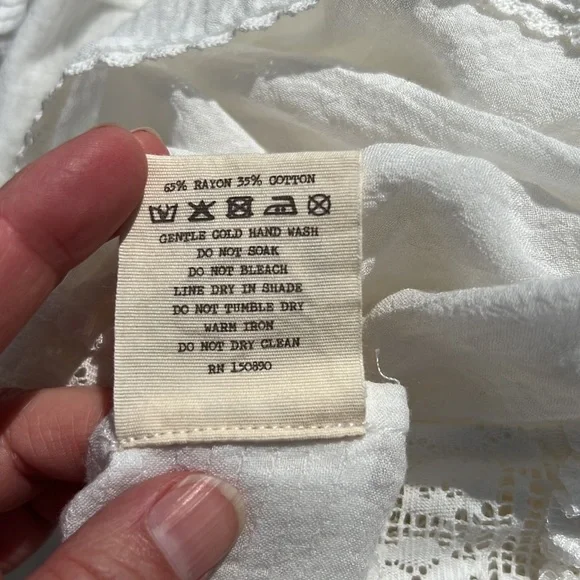 65% RAYON 35% COTTON
GENTLE COLD HAND WASH
DO NOT SOAK
DO NOT BLEACH
LINE DRY IN SHADE
DO NOT TUMBLE DRY
WARM IRON
DO NOT DRY CLEAN
RN 150890